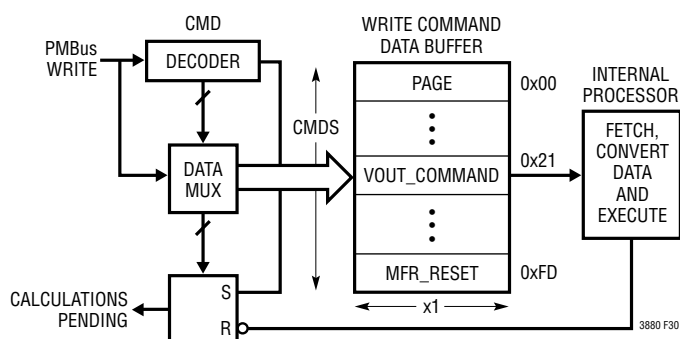 CMD
PMBus
WRITE
DECODER
DATA
MUX
S
R
CALCULATIONS
PENDING
CMDS
WRITE COMMAND
DATA BUFFER
PAGE
0x00
VOUT_COMMAND
0x21
MFR_RESET
0xFD
x1
INTERNAL
PROCESSOR
FETCH,
CONVERT
DATA
AND
EXECUTE
3880 F30